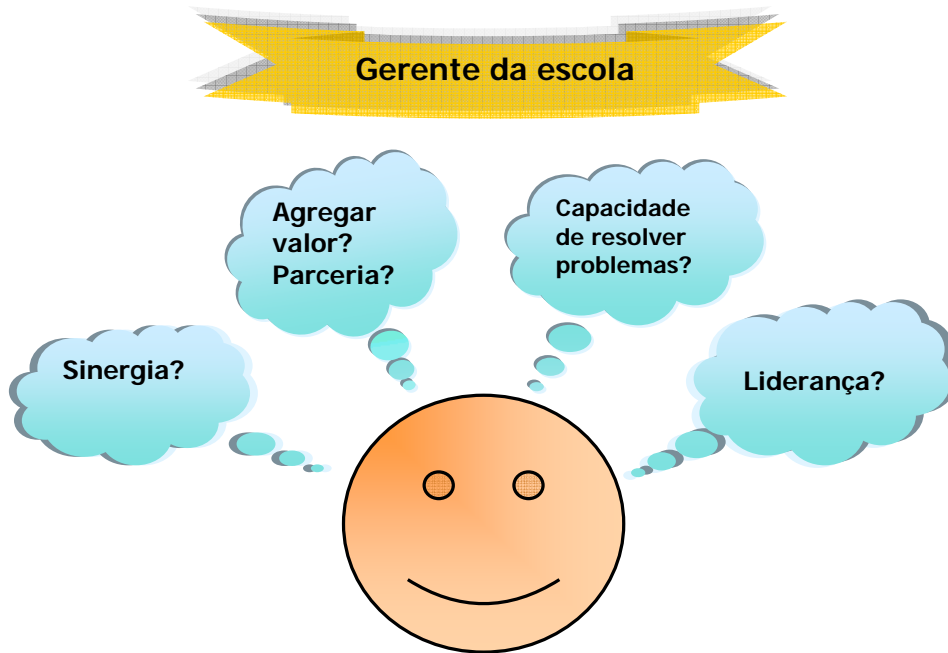 Gerente da escola
Agregar
valor?
Parceria?
Capacidade
de resolver
problemas?
Sinergia?
Liderança?